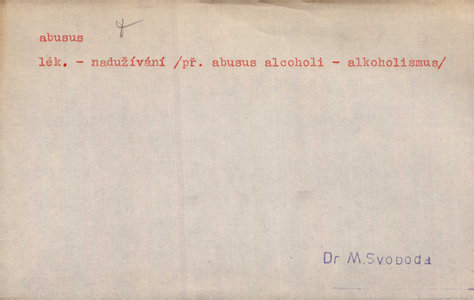 abusus
lék. - nadužívání /př. abusus alcoholi - alkoholismus/
Dr M.Svoboda